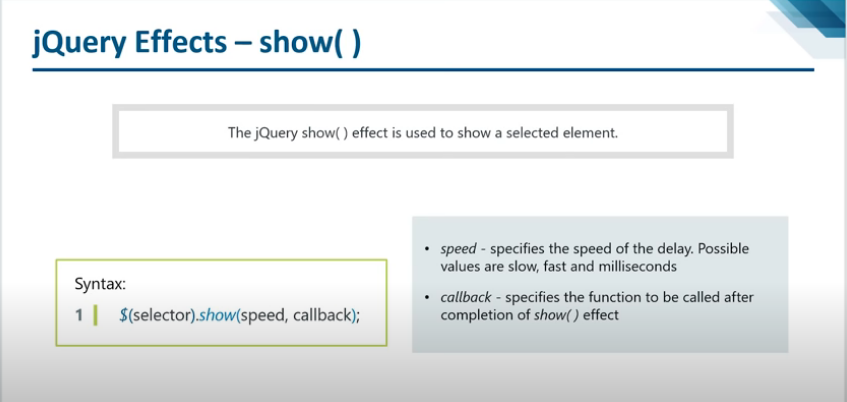 jQuery Effects – show( )
The jQuery show( ) effect is used to show a selected element.
Syntax:
1 $(selector).show(speed, callback);
• speed - specifies the speed of the delay. Possible
values are slow, fast and milliseconds
• callback - specifies the function to be called after
completion of show( ) effect